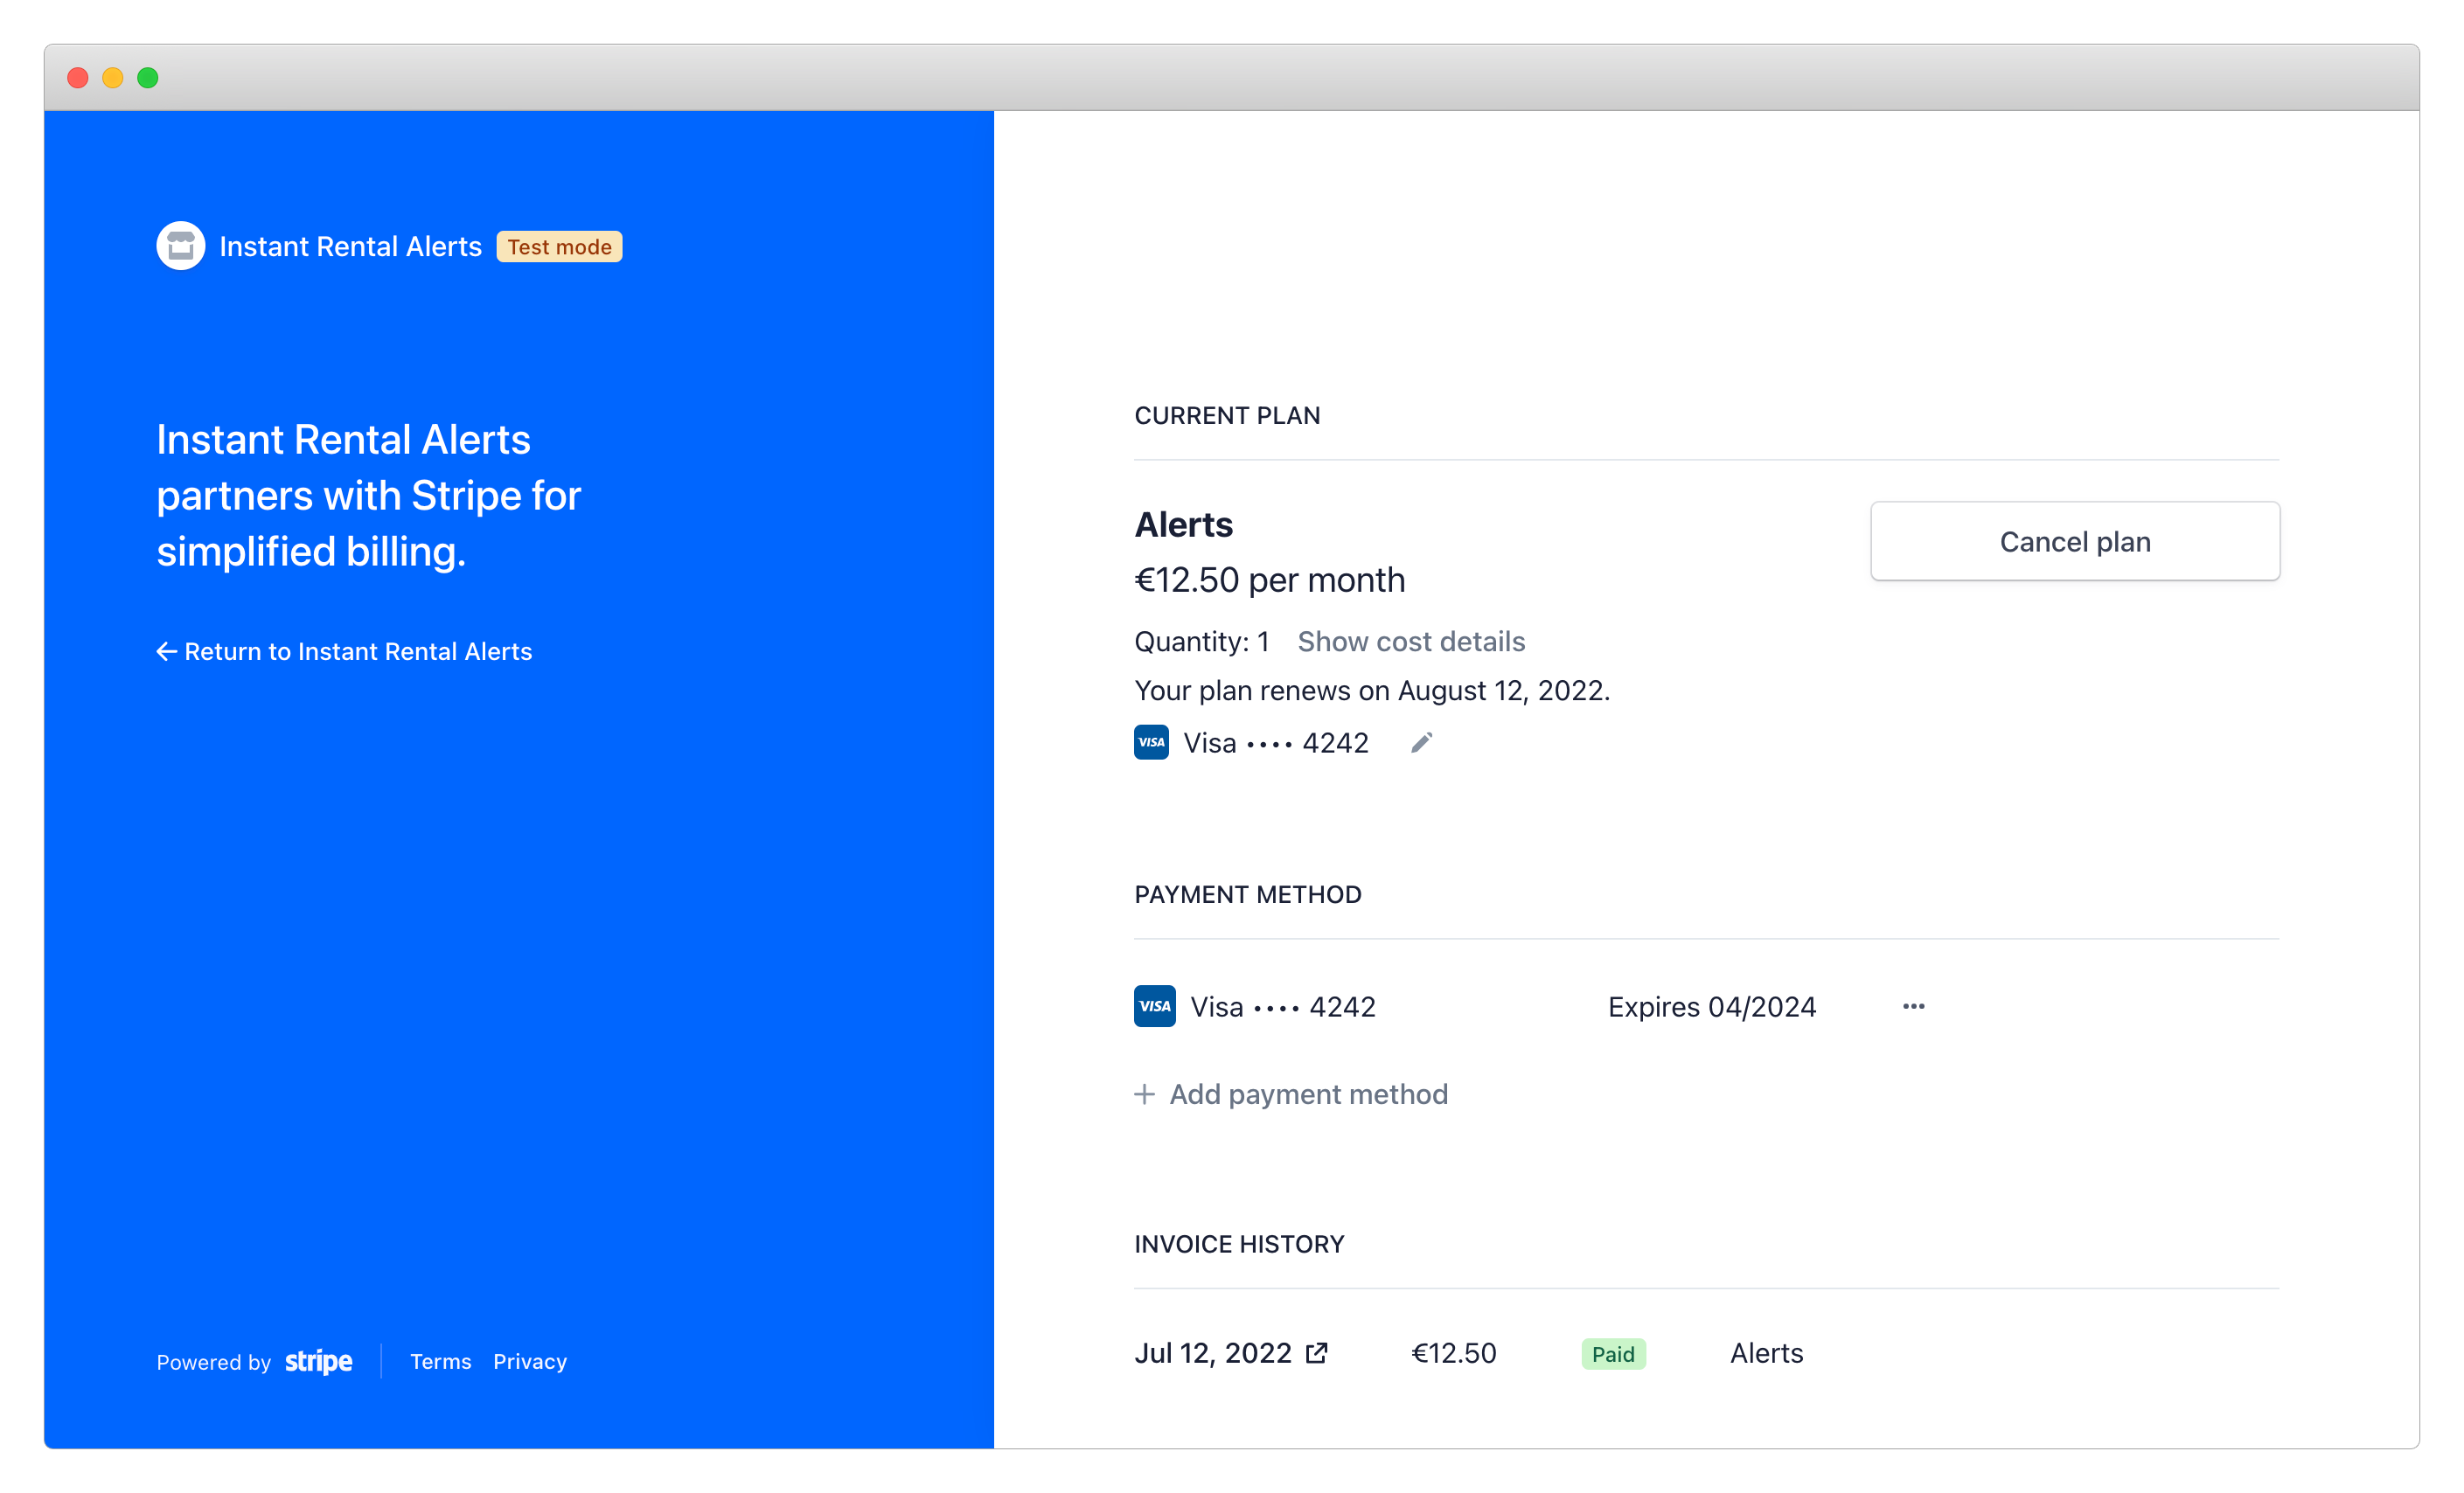 Instant Rental Alerts Test mode
Instant Rental Alerts
partners with Stripe for
simplified billing.
← Return to Instant Rental Alerts
Powered by stripe Terms Privacy
CURRENT PLAN
Alerts
Cancel plan
€12.50 per month
Quantity: 1 Show cost details
Your plan renews on August 12, 2022.
VISA Visa •••• 4242
PAYMENT METHOD
VISA Visa •••• 4242 Expires 04/2024 •••
+ Add payment method
INVOICE HISTORY
Jul 12, 2022 €12.50 Paid Alerts